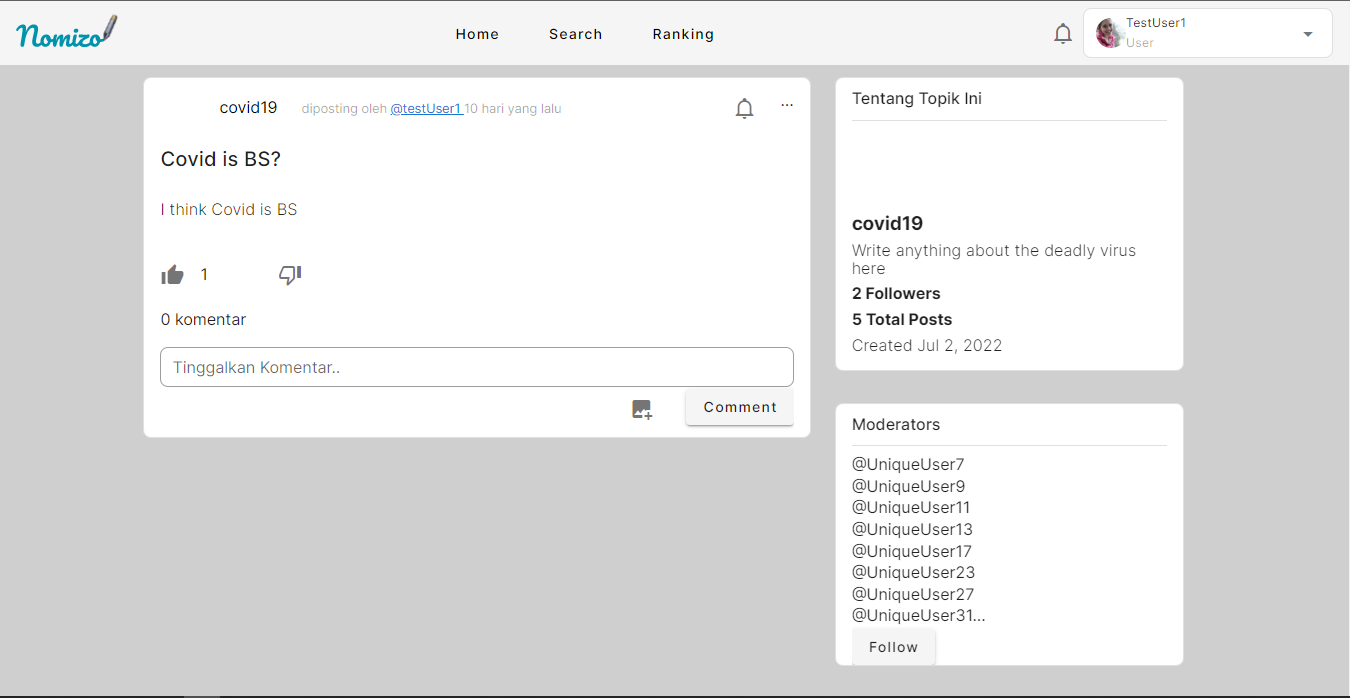 Nomizo
Home Search Ranking
TestUser1
User
covid19 diposting oleh @testUser1 10 hari yang lalu
...
Covid is BS?
I think Covid is BS
1
0 komentar
Tinggalkan Komentar..
Comment
Tentang Topik Ini
covid19
Write anything about the deadly virus
here
2 Followers
5 Total Posts
Created Jul 2, 2022
Moderators
@UniqueUser7
@UniqueUser9
@UniqueUser11
@UniqueUser13
@UniqueUser17
@UniqueUser23
@UniqueUser27
@UniqueUser31...
Follow